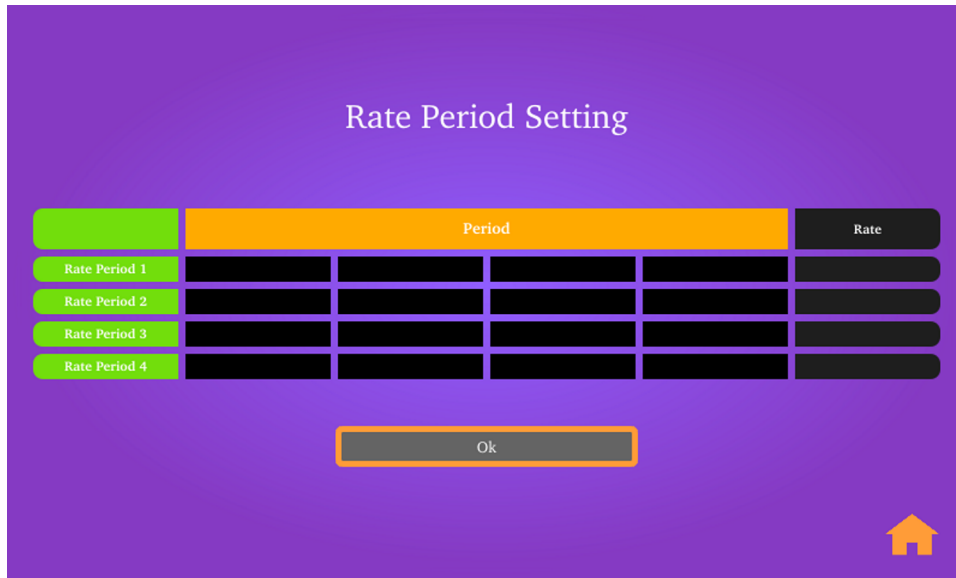 Rate Period Setting
Period
Rate
Rate Period 1
Rate Period 2
Rate Period 3
Rate Period 4
Ok